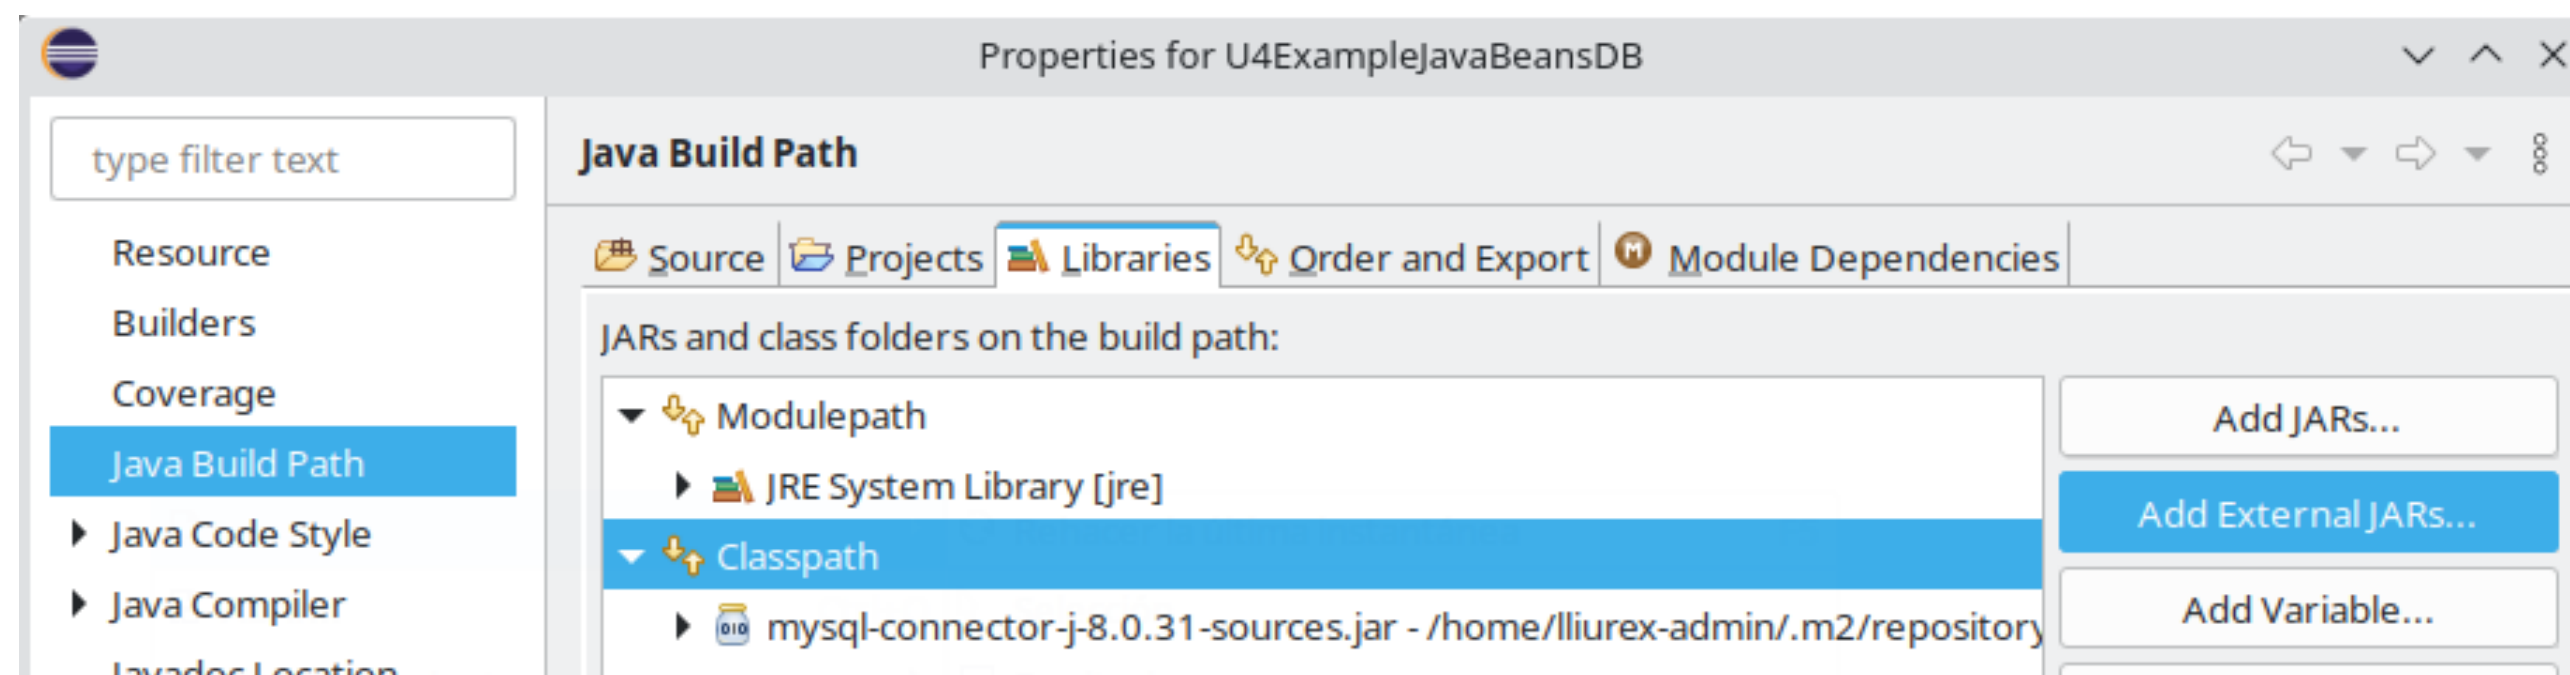 Properties for U4ExampleJavaBeansDB
type filter text
Resource
Builders
Coverage
Java Build Path
Java Code Style
Java Compiler
Javadoc Location
Java Build Path
Source Projects Libraries Order and Export Module Dependencies
JARs and class folders on the build path:
Modulepath
JRE System Library [jre]
Classpath
mysql-connector-j-8.0.31-sources.jar - /home/lliurex-admin/.m2/repository
Add JARs...
Add External JARs...
Add Variable...